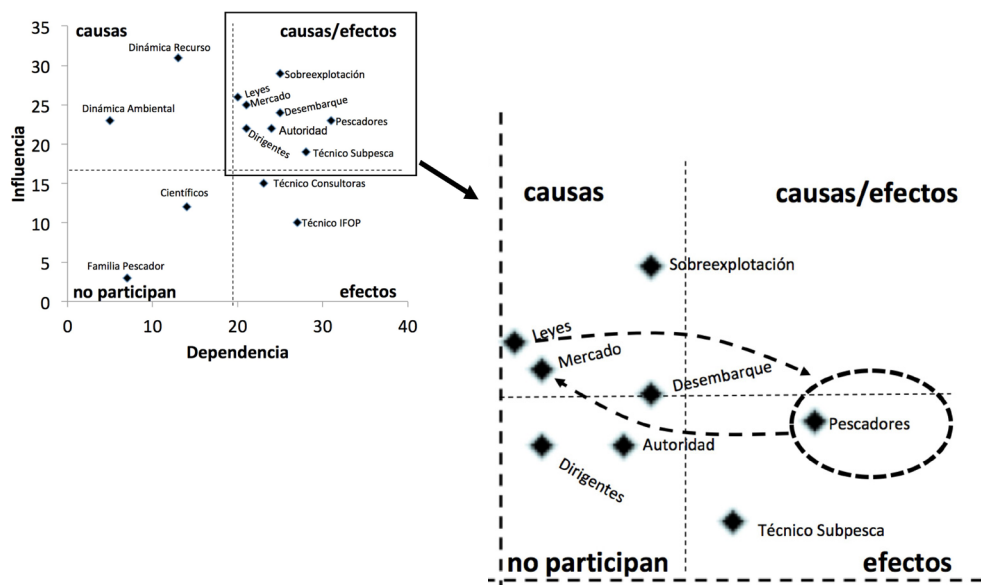 causas
causas/efectos
35
30
25
20
15
10
5
0
Influencia
Dinámica Recurso
Sobreexplotación
Leyes
Mercado
Desembarque
Dinámica Ambiental
Pescadores
Dirigentes
Autoridad
Técnico Subpesca
Científicos
Técnico Consultoras
Técnico IFOP
Familia Pescador
no participan
efectos
0
10
20
30
40
Dependencia
causas
causas/efectos
Sobreexplotación
Leyes
Mercado
Desembarque
Pescadores
Autoridad
Dirigentes
Técnico Subpesca
no participan
efectos